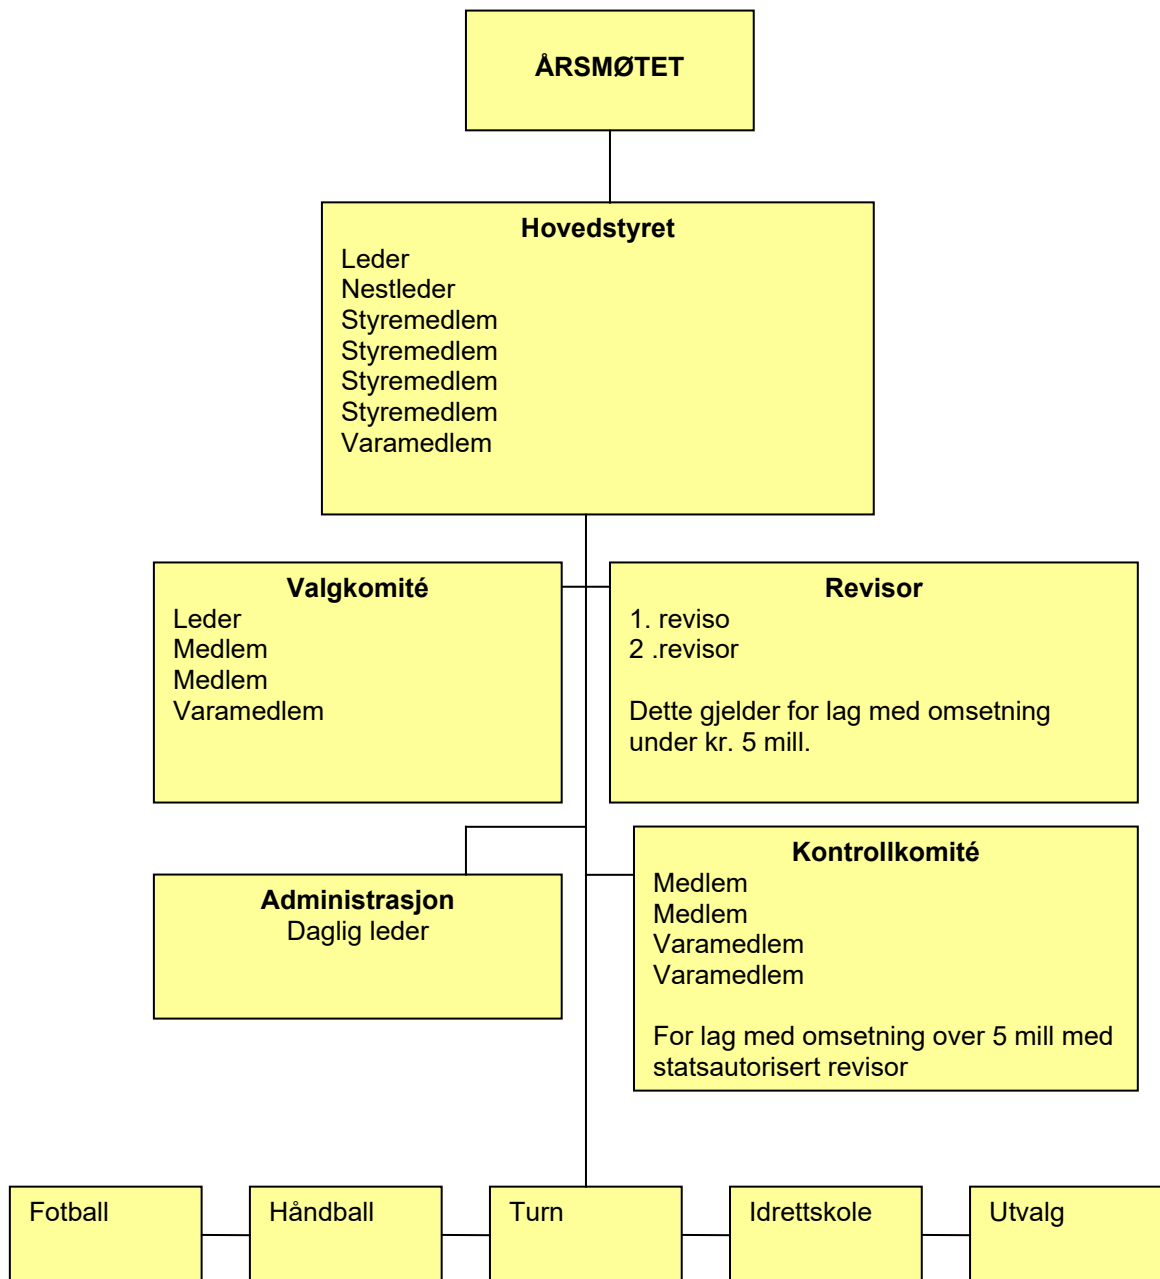 ÅRSMØTET
Hovedstyret
Leder
Nestleder
Styremedlem
Styremedlem
Styremedlem
Styremedlem
Varamedlem
Valgkomité
Leder
Medlem
Medlem
Varamedlem
Revisor
1. reviso
2 .revisor
Dette gjelder for lag med omsetning
under kr. 5 mill.
Administrasjon
Daglig leder
Kontrollkomité
Medlem
Medlem
Varamedlem
Varamedlem
For lag med omsetning over 5 mill med
statsautorisert revisor
Fotball
Håndball
Turn
Idrettskole
Utvalg